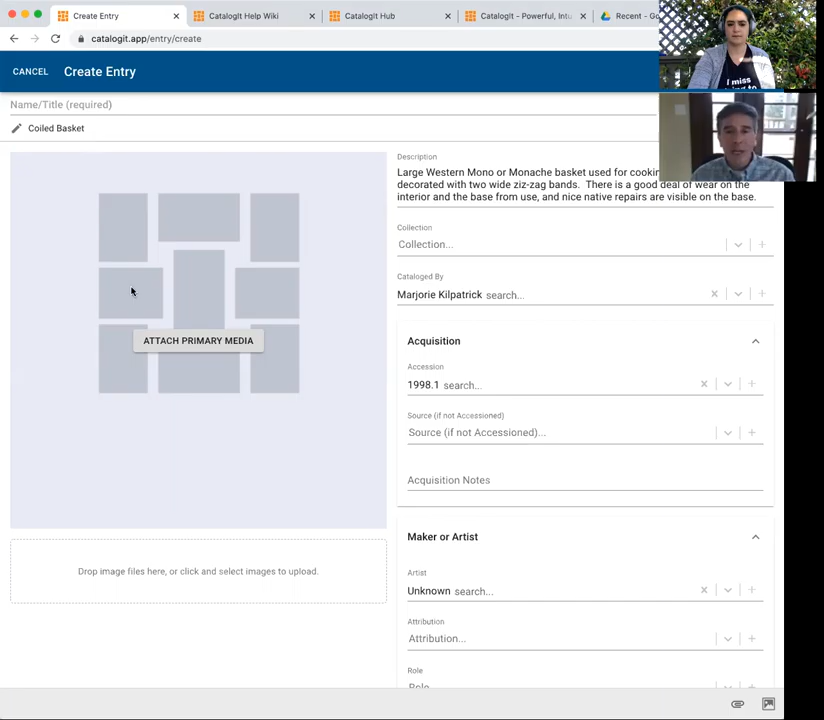 Create Entry
CatalogIt Help Wiki
CatalogIt Hub
CatalogIt - Powerful, Intu
Recent - Go
catalogit.app/entry/create
CANCEL
Create Entry
I miss
Name/Title (required)
Coiled Basket
ATTACH PRIMARY MEDIA
Drop image files here, or click and select images to upload.
Description
Large Western Mono or Monache basket used for cookin
decorated with two wide ziz-zag bands. There is a good deal of wear on the
interior and the base from use, and nice native repairs are visible on the base.
Collection
Collection...
Cataloged By
Marjorie Kilpatrick search...
Acquisition
Accession
1998.1 search...
Source (if not Accessioned)
Source (if not Accessioned)...
Acquisition Notes
Maker or Artist
Artist
Unknown search...
Attribution
Attribution...
Role
Role